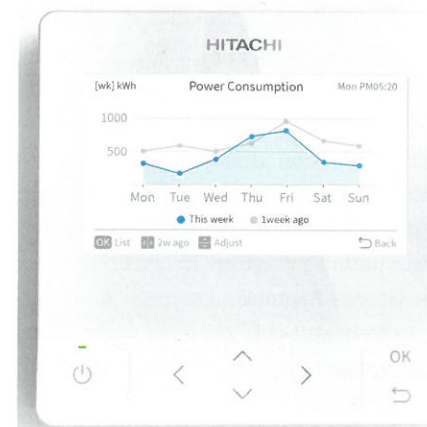 HITACHI
[wk] kWh Power Consumption Mon PM05:20
1000
500
Mon Tue Wed Thu Fri Sat Sun
This week 1week ago
OK List 2w ago Adjust Back
OK